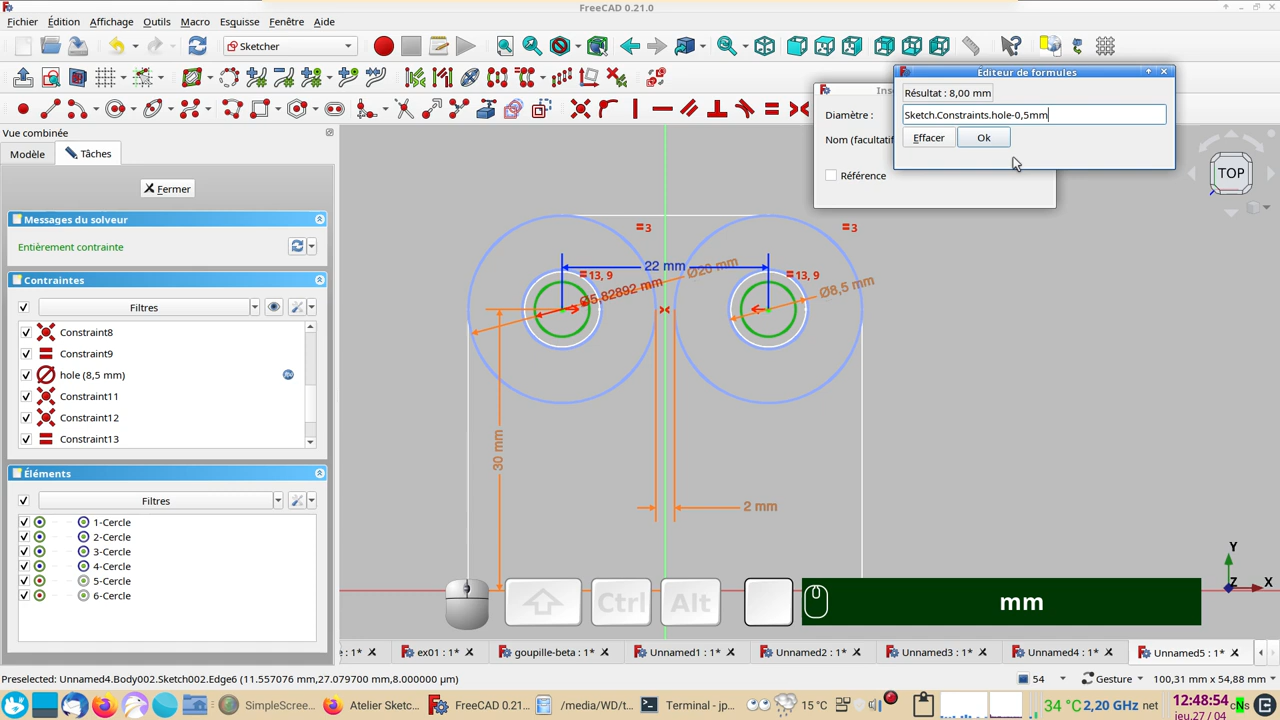 FreeCAD 0.21.0
Fichier Édition Affichage Outils Macro Esquisse Fenêtre Aide
Sketcher
Vue combinée
Modèle Tâches
Fermer
Messages du solveur
Entièrement contrainte
Contraintes
Filtres
Constraint8
Constraint9
hole (8,5 mm)
Constraint11
Constraint12
Constraint13
Éléments
Filtres
1-Cercle
2-Cercle
3-Cercle
4-Cercle
5-Cercle
6-Cercle
Diamètre :
Nom (facultatif
Référence
Éditeur de formules
Résultat : 8,00 mm
Sketch.Constraints.hole-0,5mm
Effacer Ok
TOP
3
3
22 mm
Ø20 mm
13, 9
13, 9
Ø5,82892 mm
Ø8,5 mm
30 mm
2 mm
Y
Z X
Ctrl Alt
mm
e : 1* ex01 : 1* goupille-beta : 1* Unnamed1 : 1* Unnamed2 : 1* Unnamed3 : 1* Unnamed4 : 1* Unnamed5 : 1*
Preselected: Unnamed4.Body002.Sketch002.Edge6 (11.557076 mm,27.079700 mm,8.000000 µm)
54 Gesture 100,31 mm x 54,88 mm
SimpleScree... Atelier Sketc... FreeCAD 0.21... /media/WD/t... Terminal - jp... 15 °C 34 °C 2,20 GHz net 12:48:54
jeu.27 / 04